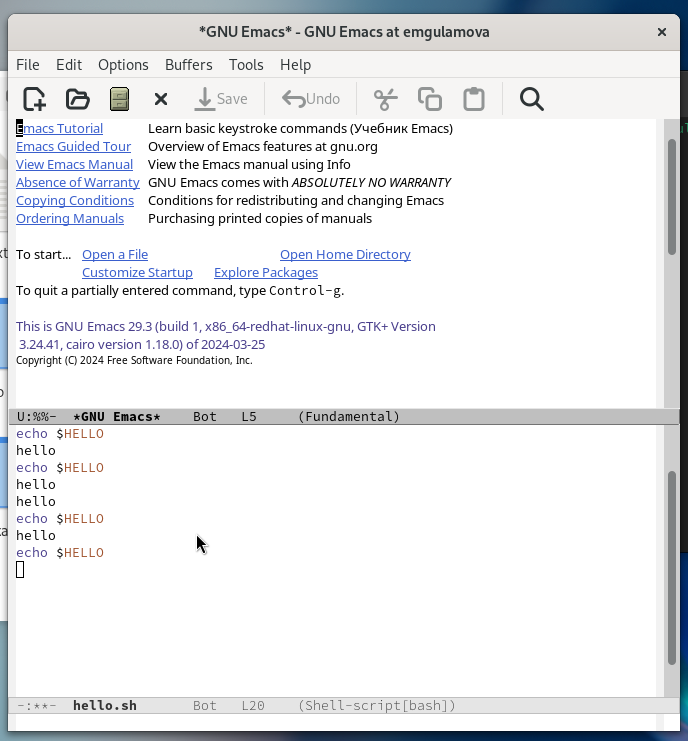 *GNU Emacs* - GNU Emacs at emgulamova
File Edit Options Buffers Tools Help
Save Undo
Emacs Tutorial Learn basic keystroke commands (Учебник Emacs)
Emacs Guided Tour Overview of Emacs features at gnu.org
View Emacs Manual View the Emacs manual using Info
Absence of Warranty GNU Emacs comes with ABSOLUTELY NO WARRANTY
Copying Conditions Conditions for redistributing and changing Emacs
Ordering Manuals Purchasing printed copies of manuals
To start... Open a File Open Home Directory
Customize Startup Explore Packages
To quit a partially entered command, type Control-g.
This is GNU Emacs 29.3 (build 1, x86_64-redhat-linux-gnu, GTK+ Version
3.24.41, cairo version 1.18.0) of 2024-03-25
Copyright (C) 2024 Free Software Foundation, Inc.
U:%%- *GNU Emacs* Bot L5 (Fundamental)
echo $HELLO
hello
echo $HELLO
hello
hello
echo $HELLO
hello
echo $HELLO
-:**- hello.sh Bot L20 (Shell-script[bash])